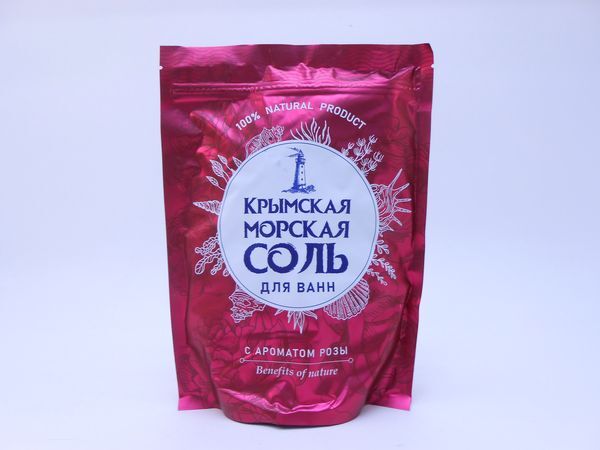 100% NATURAL PRODUCT
КРЫМСКАЯ
МОРСКАЯ
СОЛЬ
ДЛЯ ВАНН
С АРОМАТОМ РОЗЫ
Benefits of nature